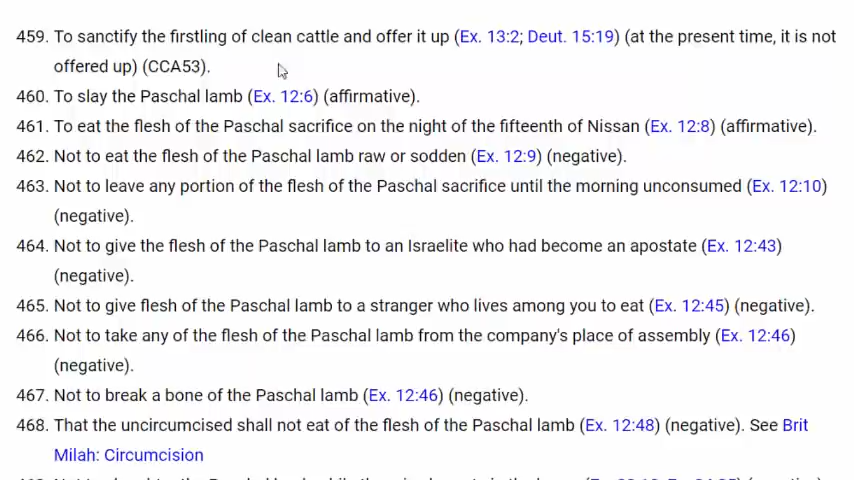 459. To sanctify the firstling of clean cattle and offer it up (Ex. 13:2; Deut. 15:19) (at the present time, it is not
offered up) (CCA53).
460. To slay the Paschal lamb (Ex. 12:6) (affirmative).
461. To eat the flesh of the Paschal sacrifice on the night of the fifteenth of Nissan (Ex. 12:8) (affirmative).
462. Not to eat the flesh of the Paschal lamb raw or sodden (Ex. 12:9) (negative).
463. Not to leave any portion of the flesh of the Paschal sacrifice until the morning unconsumed (Ex. 12:10)
(negative).
464. Not to give the flesh of the Paschal lamb to an Israelite who had become an apostate (Ex. 12:43)
(negative).
465. Not to give flesh of the Paschal lamb to a stranger who lives among you to eat (Ex. 12:45) (negative).
466. Not to take any of the flesh of the Paschal lamb from the company's place of assembly (Ex. 12:46)
(negative).
467. Not to break a bone of the Paschal lamb (Ex. 12:46) (negative).
468. That the uncircumcised shall not eat of the flesh of the Paschal lamb (Ex. 12:48) (negative). See Brit
Milah: Circumcision